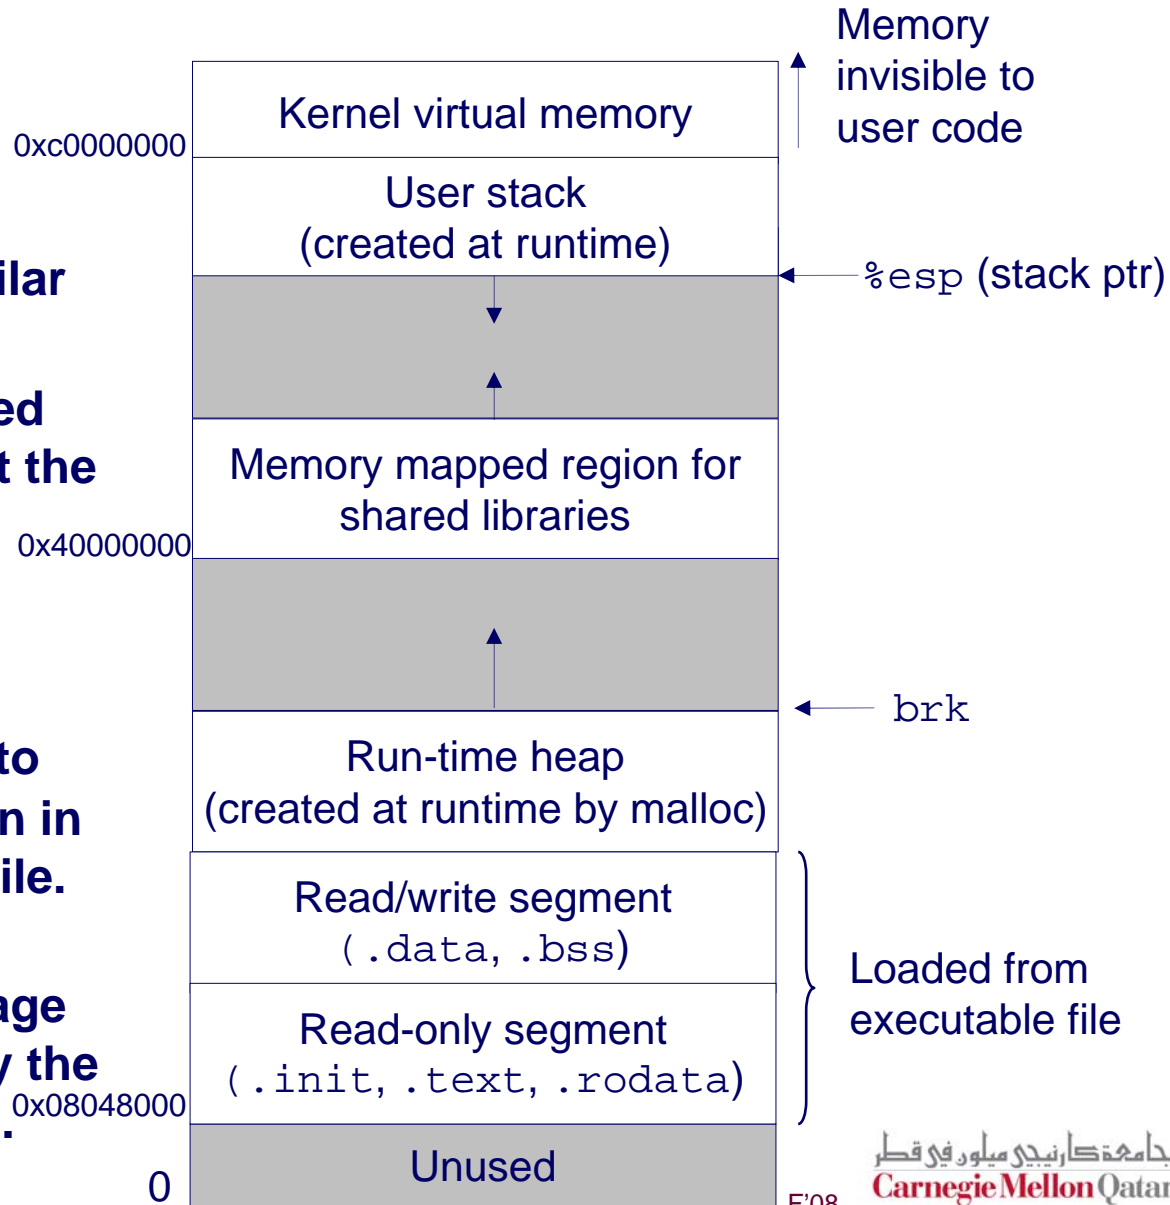 Memory
invisible to
user code
Kernel virtual memory
0xc0000000
User stack
(created at runtime)
%esp (stack ptr)
ilar
ed
t the
Memory mapped region for
shared libraries
0x40000000
brk
to
n in
ile.
Run-time heap
(created at runtime by malloc)
Read/write segment
(.data, .bss)
Loaded from
executable file
age
y the
.
Read-only segment
(.init, .text, .rodata)
0x08048000
Unused
0
F'08
جامعة كارنيجي ميلون في قطر
Carnegie Mellon Qatar